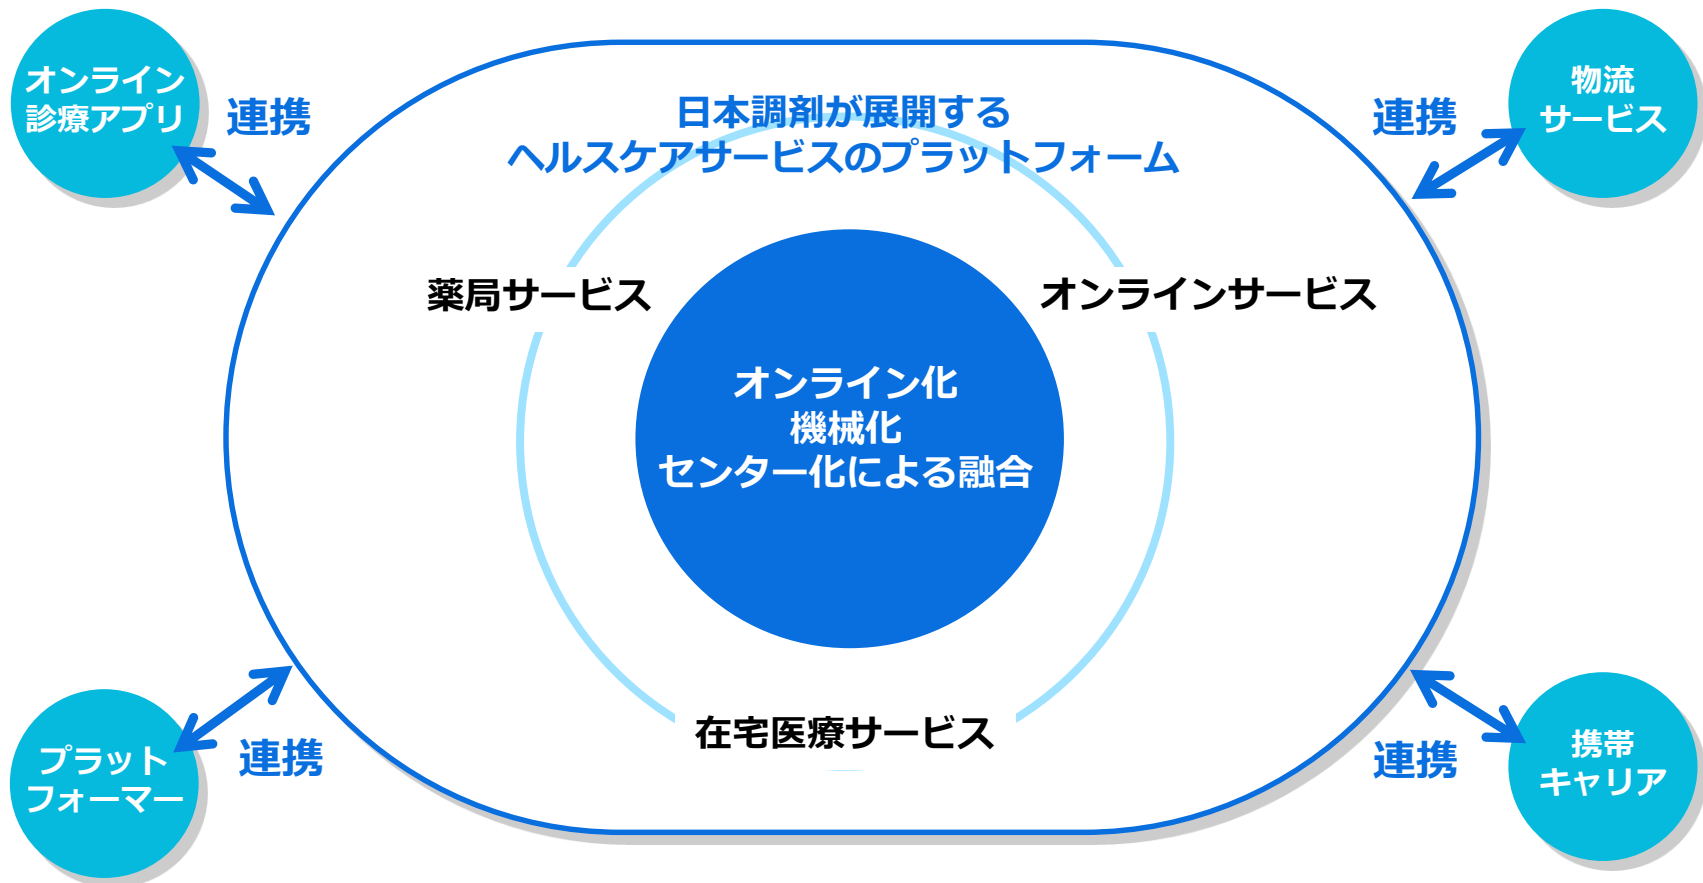 オンライン
診療アプリ
連携
日本調剤が展開する
ヘルスケアサービスのプラットフォーム
連携
物流
サービス
薬局サービス
オンラインサービス
オンライン化
機械化
センター化による融合
在宅医療サービス
プラット
フォーマー
連携
連携
携帯
キャリア